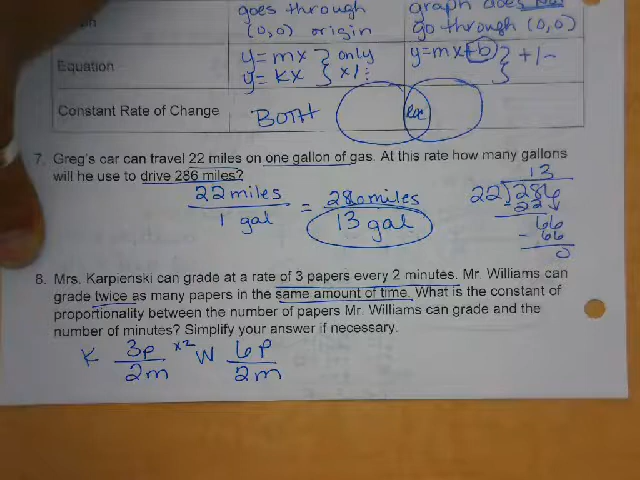 goes through graph does
(0,0) origin go through (0,0)
Equation y=mx } only y=mx+b } +1-
y=kx } x/÷
Constant Rate of Change BOTH ROC
7. Greg's car can travel 22 miles on one gallon of gas. At this rate how many gallons
will he use to drive 286 miles?
13
22 miles = 286 miles 22)286
1 gal 13 gal 22
66
-66
0
8. Mrs. Karpienski can grade at a rate of 3 papers every 2 minutes. Mr. Williams can
grade twice as many papers in the same amount of time. What is the constant of
proportionality between the number of papers Mr. Williams can grade and the
number of minutes? Simplify your answer if necessary.
K 3p x2 W 6p
2m 2m